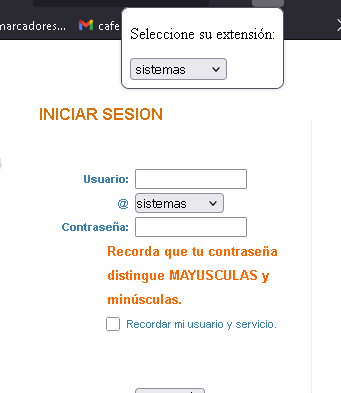 marcadores...
cafe
Seleccione su extensión:
sistemas
INICIAR SESION
Usuario:
@ sistemas
Contraseña:
Recorda que tu contraseña
distingue MAYUSCULAS y
minúsculas.
Recordar mi usuario y servicio.